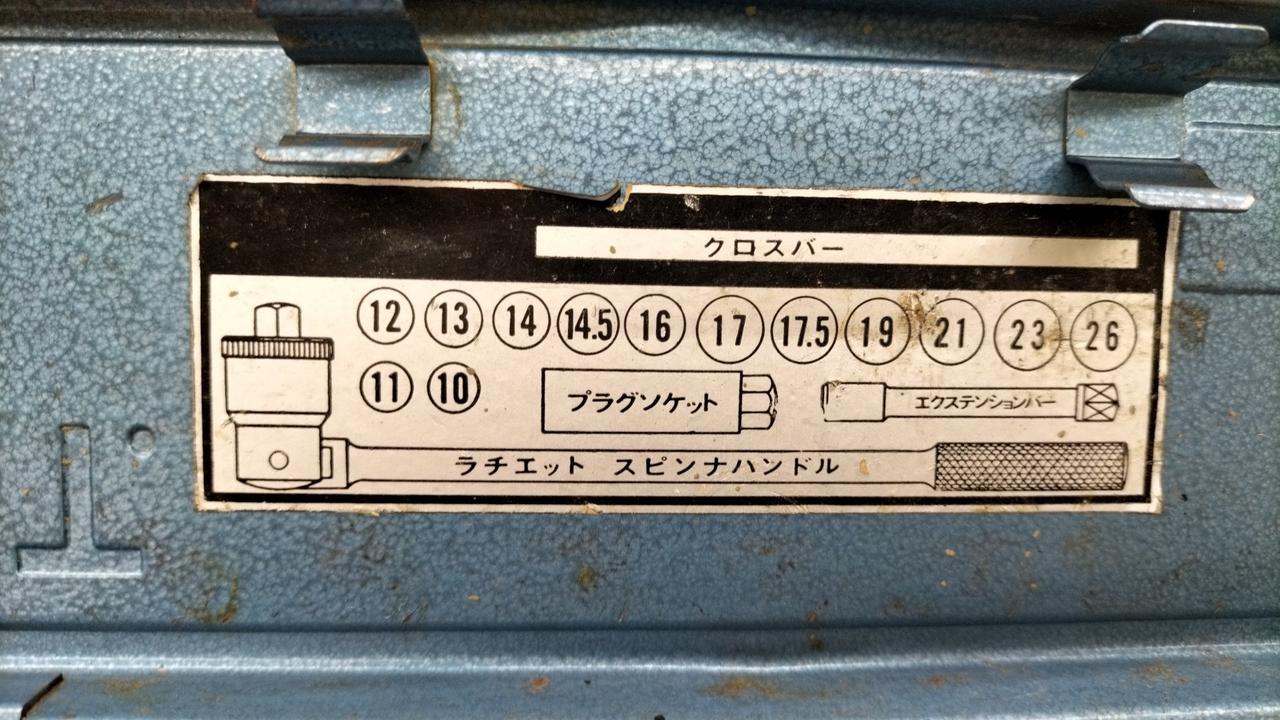 クロスバー
12 13 14 14.5 16 17 17.5 19 21 23 26
11 10 プラグソケット エクステンションバー
ラチエット スピンナハンドル